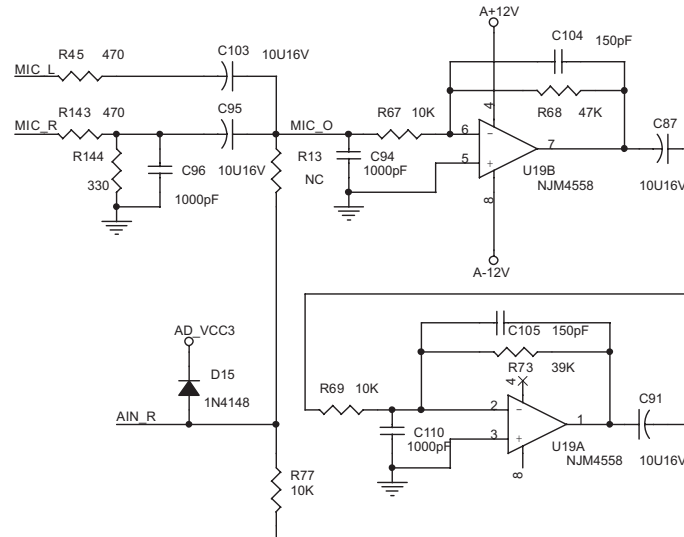 A+12V
C104
150pF
R45 470
C103
10U16V
MIC_L
R68 47K
R143 470
C95
MIC_R
MIC_O
R67 10K
C87
4
6
5
7
8
R144
330
C96
1000pF
10U16V
R13
NC
C94
1000pF
U19B
NJM4558
10U16V
A-12V
AD_VCC3
C105 150pF
D15
1N4148
R73 39K
4
R69 10K
C91
AIN_R
2
3
1
8
C110
1000pF
U19A
NJM4558
10U16V
R77
10K